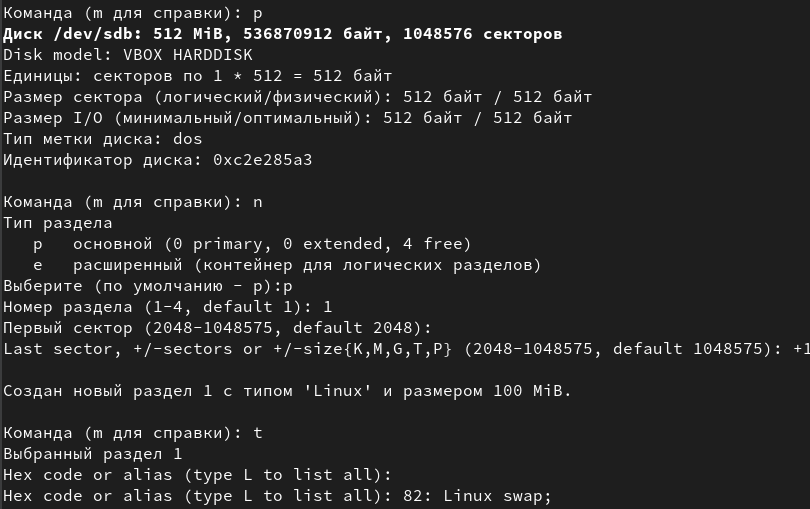 Команда (m для справки): p
Диск /dev/sdb: 512 MiB, 536870912 байт, 1048576 секторов
Disk model: VBOX HARDDISK
Единицы: секторов по 1 * 512 = 512 байт
Размер сектора (логический/физический): 512 байт / 512 байт
Размер I/O (минимальный/оптимальный): 512 байт / 512 байт
Тип метки диска: dos
Идентификатор диска: 0xc2e285a3
Команда (m для справки): n
Тип раздела
p основной (0 primary, 0 extended, 4 free)
e расширенный (контейнер для логических разделов)
Выберите (по умолчанию - p):p
Номер раздела (1-4, default 1): 1
Первый сектор (2048-1048575, default 2048):
Last sector, +/-sectors or +/-size{K,M,G,T,P} (2048-1048575, default 1048575): +1
Создан новый раздел 1 с типом 'Linux' и размером 100 MiB.
Команда (m для справки): t
Выбранный раздел 1
Hex code or alias (type L to list all):
Hex code or alias (type L to list all): 82: Linux swap;